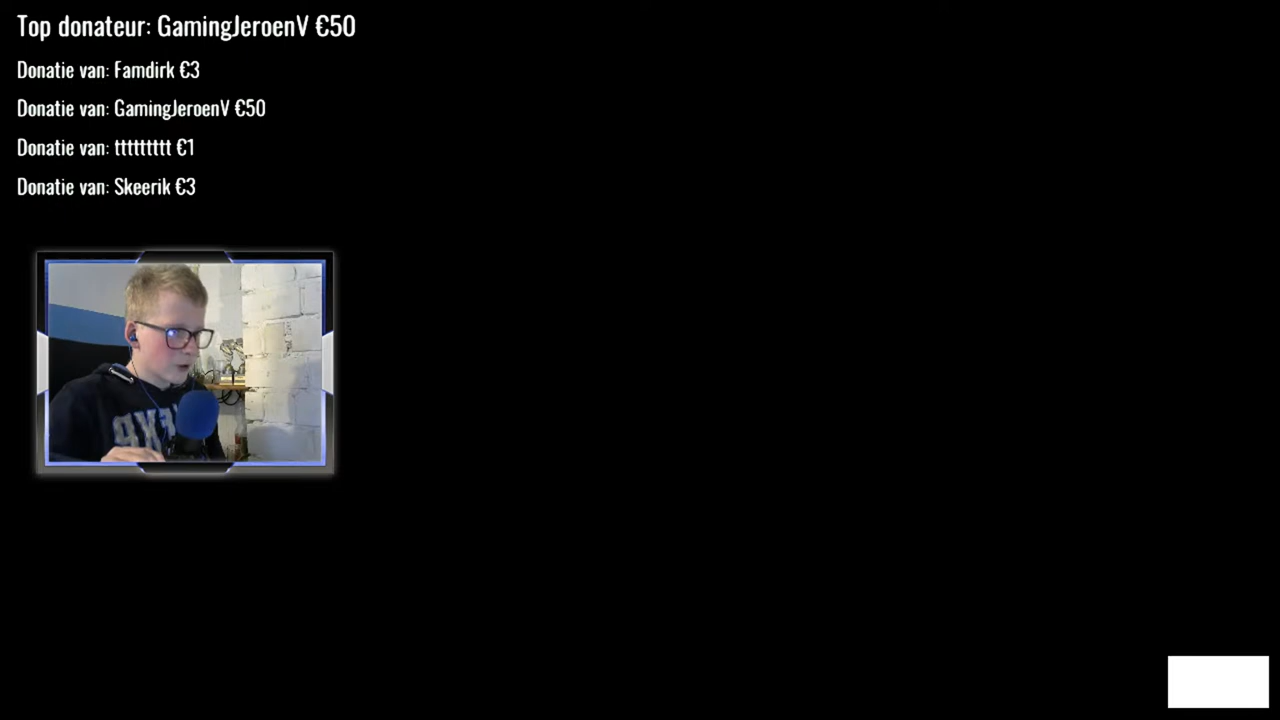 Top donateur: GamingJeroenV €50
Donatie van: Famdirk €3
Donatie van: GamingJeroenV €50
Donatie van: ttttttttt €1
Donatie van: Skeerik €3